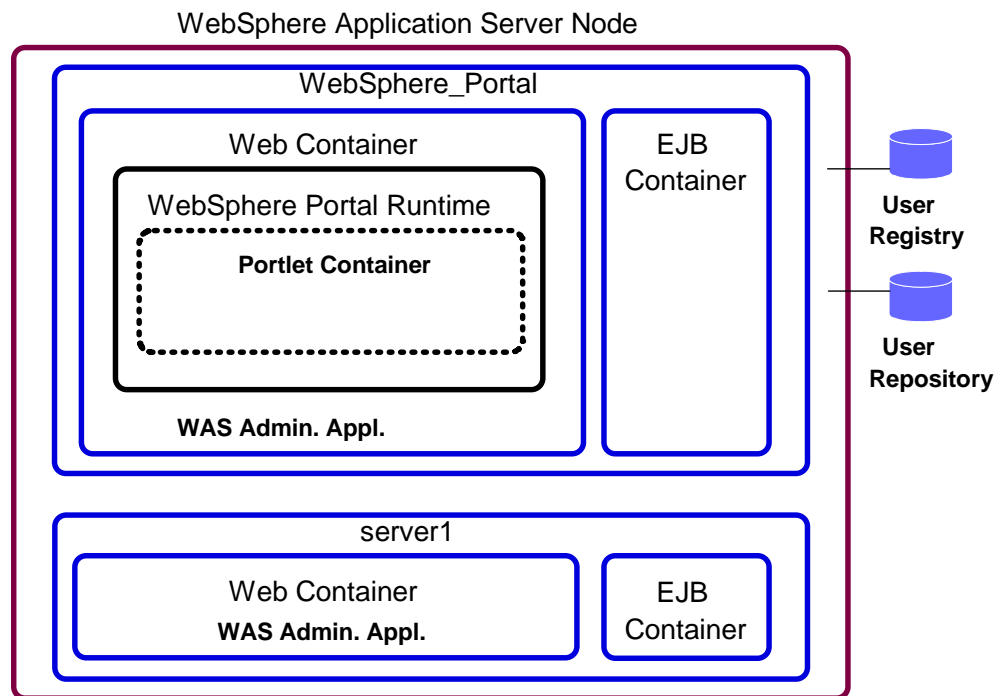 WebSphere Application Server Node
WebSphere_Portal
Web Container
WebSphere Portal Runtime
Portlet Container
WAS Admin. Appl.
EJB
Container
User
Registry
User
Repository
server1
Web Container
WAS Admin. Appl.
EJB
Container